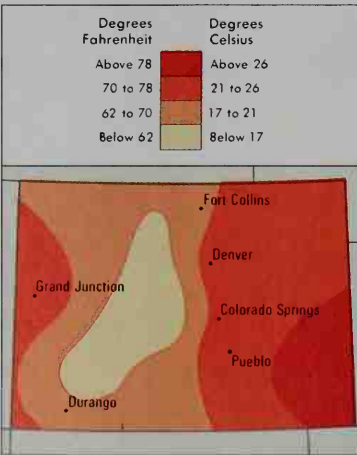 Degrees Fahrenheit
Degrees Celsius
Above 78
Above 26
70 to 78
21 to 26
62 to 70
17 to 21
Below 62
Below 17
Fort Collins
Denver
Grand Junction
Colorado Springs
Pueblo
Durango